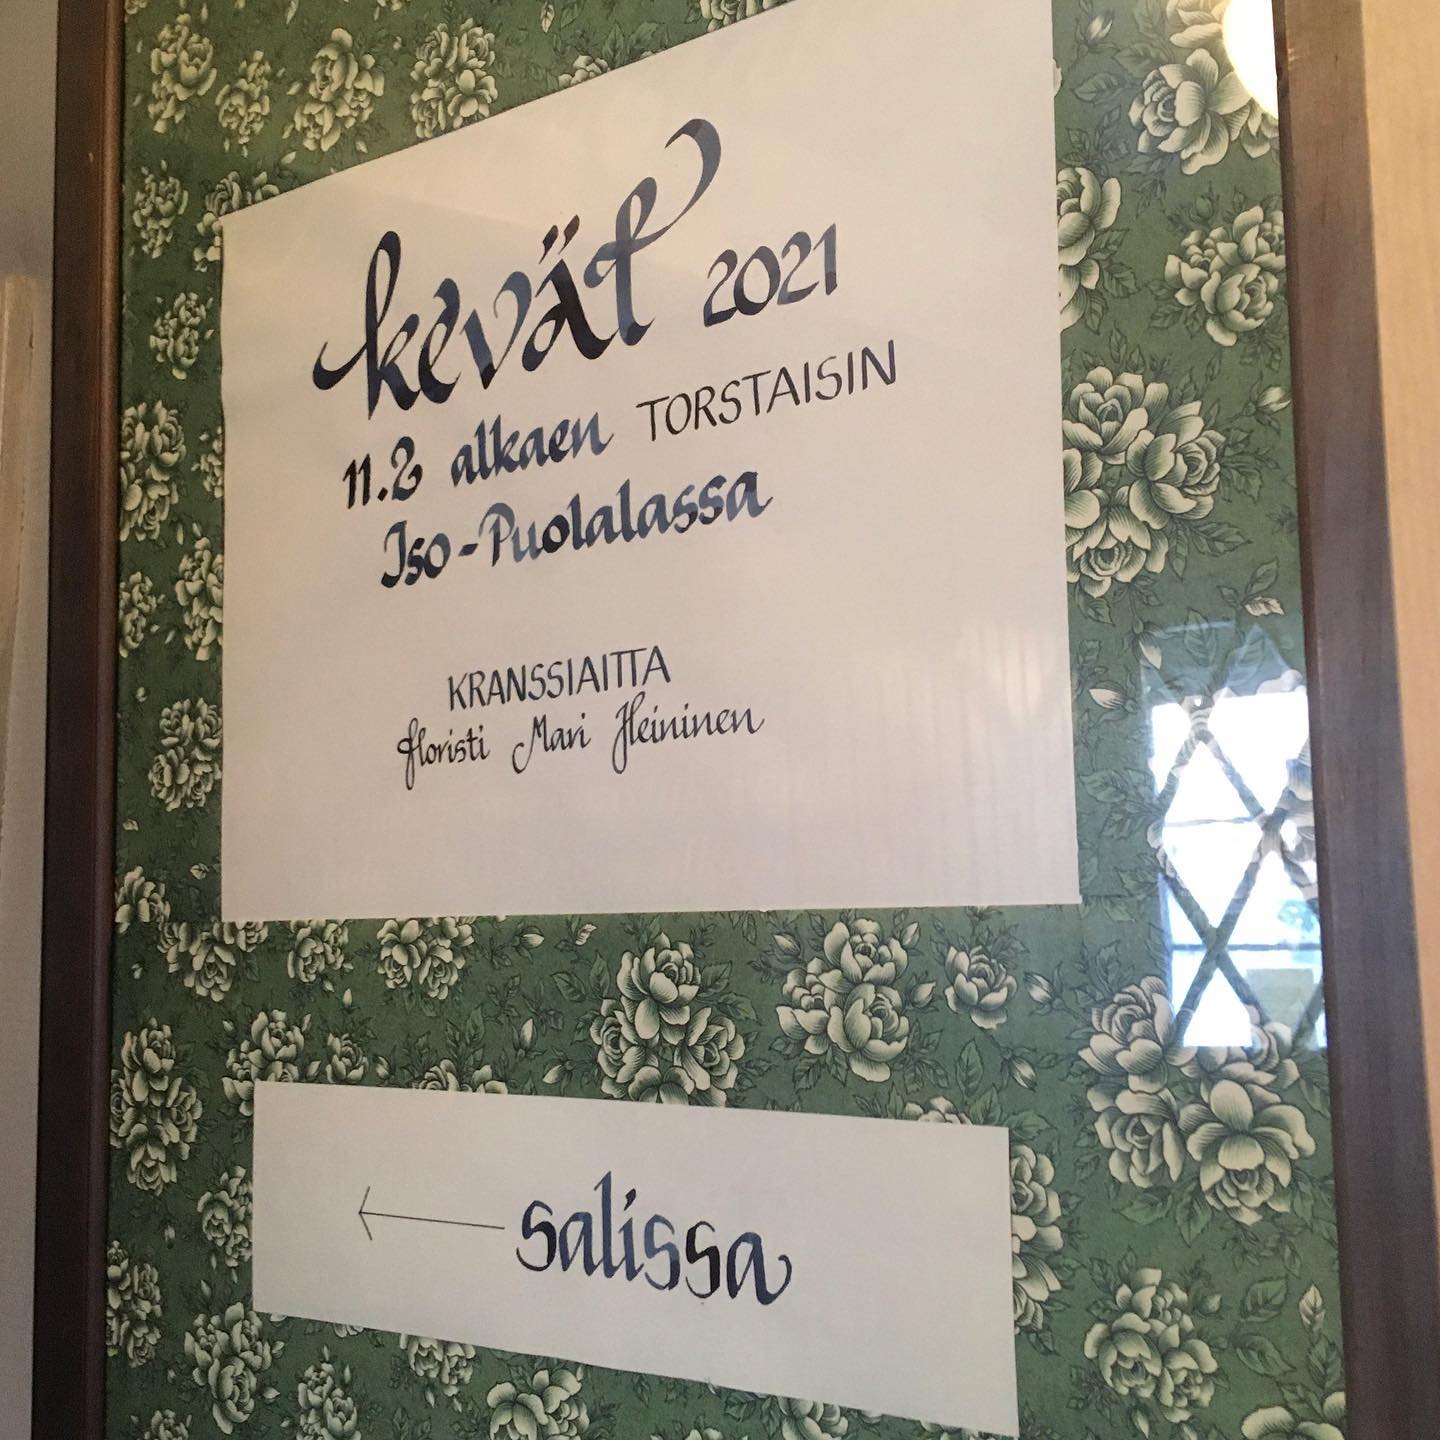 kevät 2021
11.2 alkaen TORSTAISIN
Iso-Puolalassa
KRANSSIAITTA
floristi Mari Heininen
← salissa